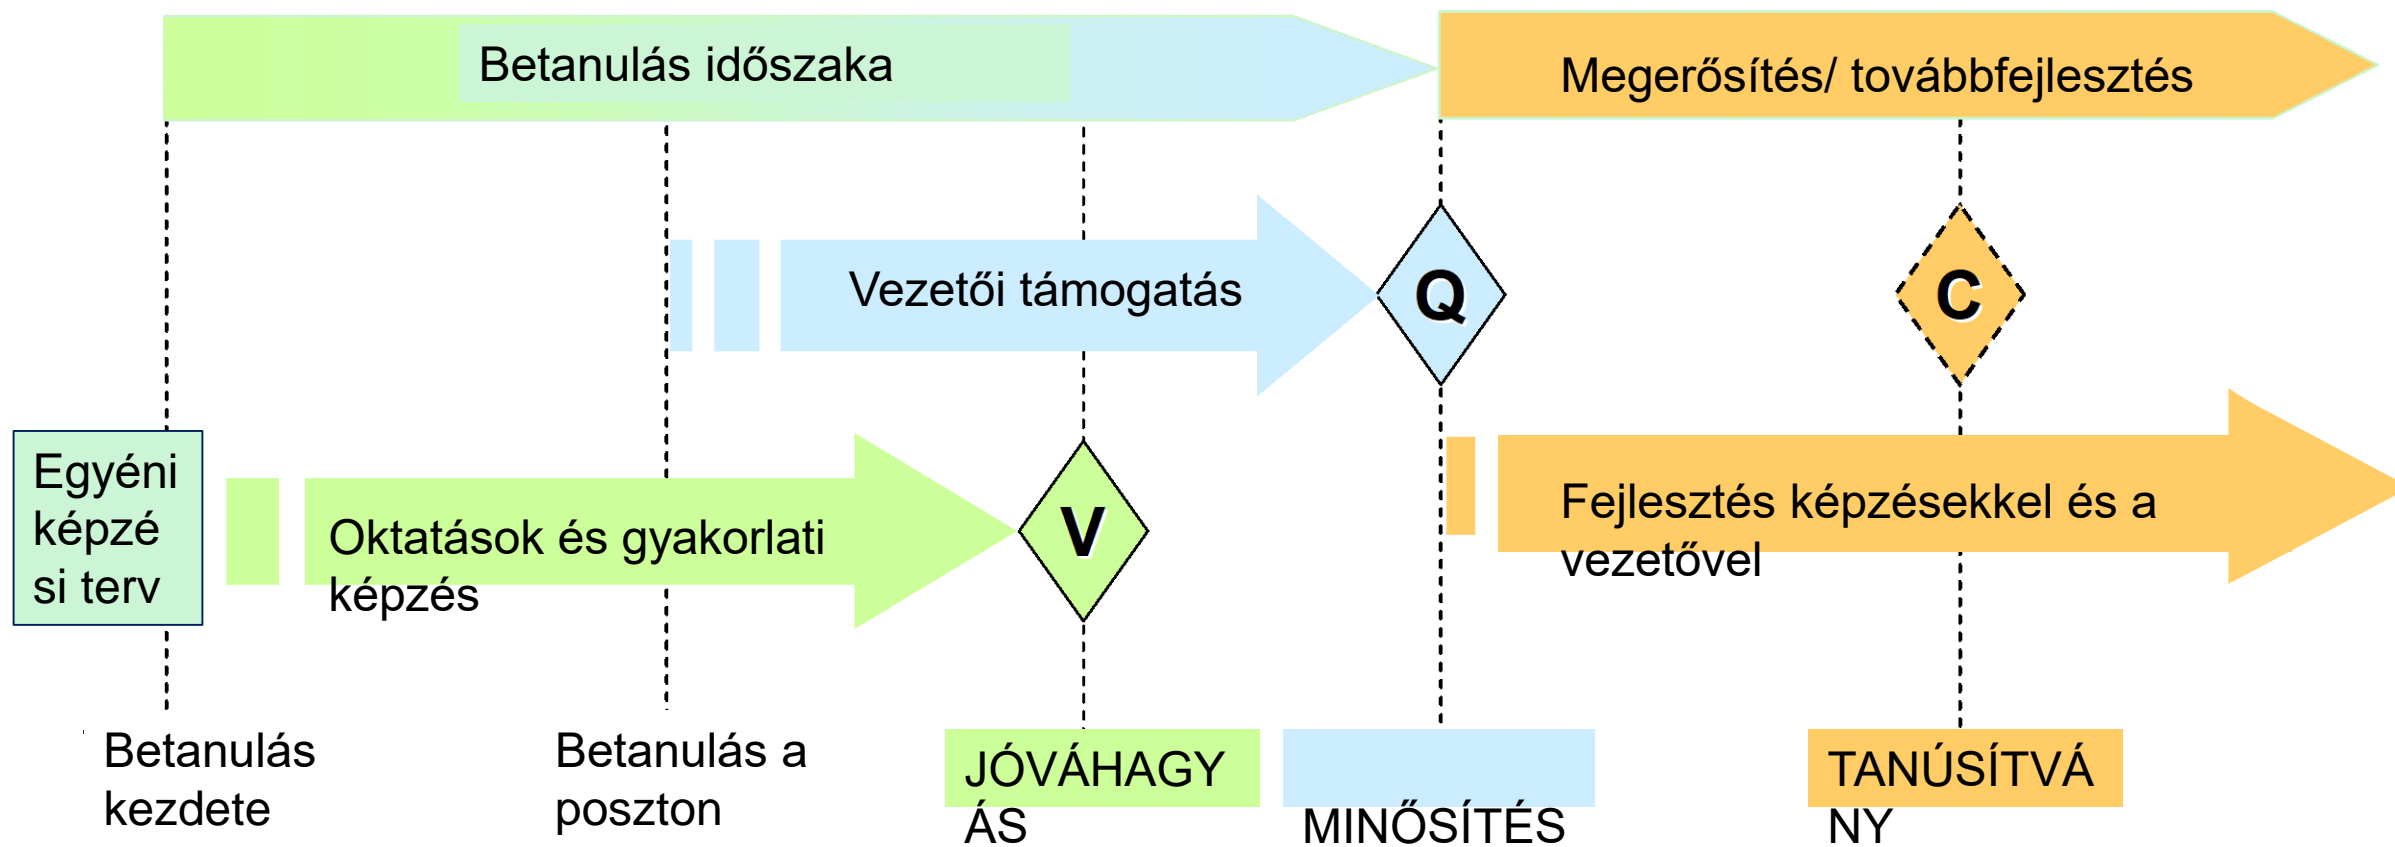 Betanulás időszaka
Megerősítés/ továbbfejlesztés
Vezetői támogatás
Q
C
Egyéni
képzé
si terv
Oktatások és gyakorlati
képzés
V
Fejlesztés képzésekkel és a
vezetővel
Betanulás
kezdete
Betanulás a
poszton
JÓVÁHAGY
ÁS
MINŐSÍTÉS
TANÚSÍTVÁ
NY